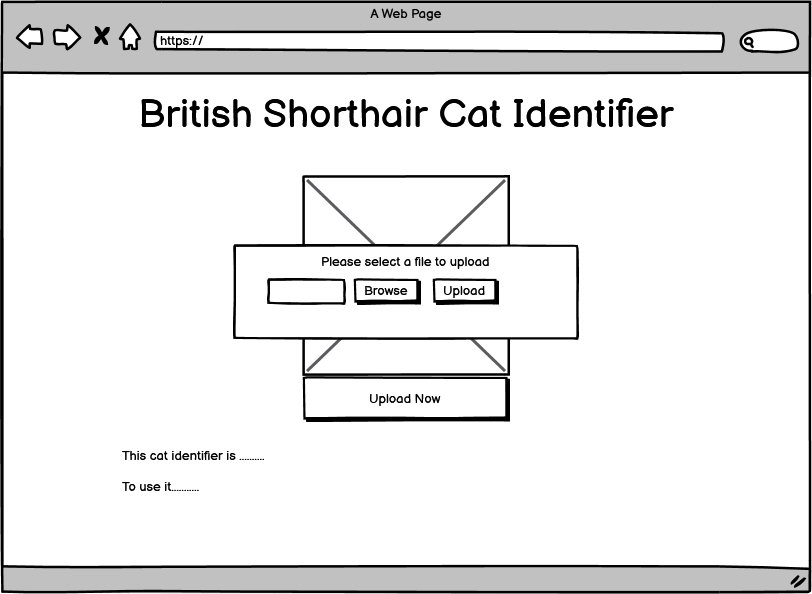 A Web Page
https://
British Shorthair Cat Identifier
Please select a file to upload
Browse
Upload
Upload Now
This cat identifier is ..........
To use it...........